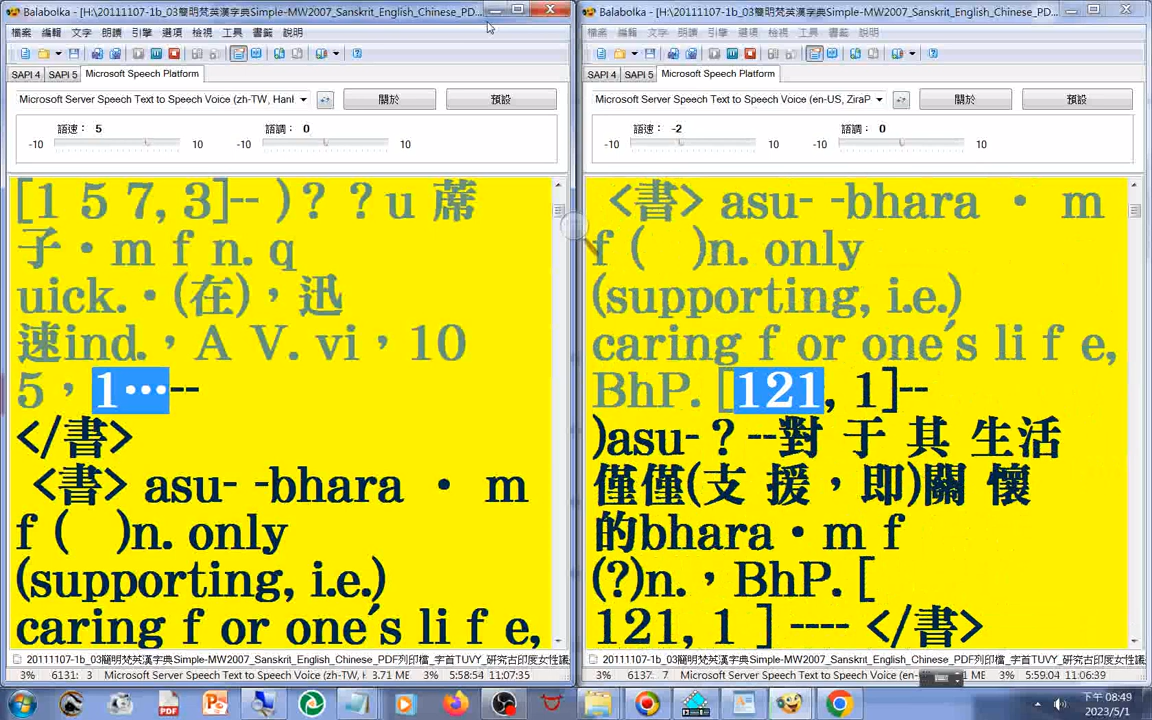 Balabolka - [H:\20111107-1b_03簡明梵英漢字典Simple-MW2007_Sanskrit_English_Chinese_PD...
檔案 編輯 文字 朗讀 引擎 選項 檢視 工具 書籤 說明
SAPI 4 SAPI 5 Microsoft Speech Platform
Microsoft Server Speech Text to Speech Voice (zh-TW, Hanl 關於 預設
語速： 5 語調： 0
-10 10 -10 10
[1 5 7, 3]-- )？ ？u 蓆
子・m f n. q
uick.・(在)，迅
速ind.，A V. vi，10
5，1…--
</書>
<書> asu- -bhara ・ m
f ( )n. only
(supporting, i.e.)
caring f or one´s li f e,
20111107-1b_03簡明梵英漢字典Simple-MW2007_Sanskrit_English_Chinese_PDF列印檔_字首TUVY_研究古印度女性議
3% 6131: 3 Microsoft Server Speech Text to Speech Voice (zh-TW, H 3.71 ME 3% 5:58:54 11:07:35
Balabolka - [H:\20111107-1b_03簡明梵英漢字典Simple-MW2007_Sanskrit_English_Chinese_PD...
檔案 編輯 文字 朗讀 引擎 選項 檢視 工具 書籤 說明
SAPI 4 SAPI 5 Microsoft Speech Platform
Microsoft Server Speech Text to Speech Voice (en-US, ZiraP 關於 預設
語速： -2 語調： 0
-10 10 -10 10
<書> asu- -bhara ・ m
f ( )n. only
(supporting, i.e.)
caring f or one´s li f e,
BhP. [121, 1]--
)asu-？--對 于 其 生活
僅僅(支 援，即)關 懷
的bhara・m f
(?)n.，BhP. [
121, 1 ] ---- </書>
20111107-1b_03簡明梵英漢字典Simple-MW2007_Sanskrit_English_Chinese_PDF列印檔_字首TUVY_研究古印度女性議
3% 6137: 7 Microsoft Server Speech Text to Speech Voice (en-US, ME 3% 5:59:04 11:06:39
下午 08:49
2023/5/1